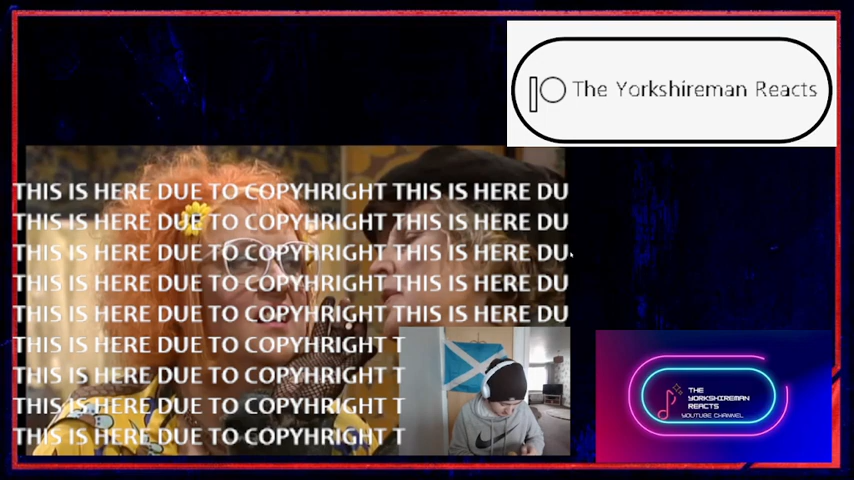 The Yorkshireman Reacts
THIS IS HERE DUE TO COPYHRIGHT THIS IS HERE DU
THIS IS HERE DUE TO COPYHRIGHT THIS IS HERE DU
THIS IS HERE DUE TO COPYHRIGHT THIS IS HERE DU
THIS IS HERE DUE TO COPYHRIGHT THIS IS HERE DU
THIS IS HERE DUE TO COPYHRIGHT THIS IS HERE DU
THIS IS HERE DUE TO COPYHRIGHT T
THIS IS HERE DUE TO COPYHRIGHT T
THIS IS HERE DUE TO COPYHRIGHT T
THIS IS HERE DUE TO COPYHRIGHT T
THE
YORKSHIREMAN
REACTS
YOUTUBE CHANNEL